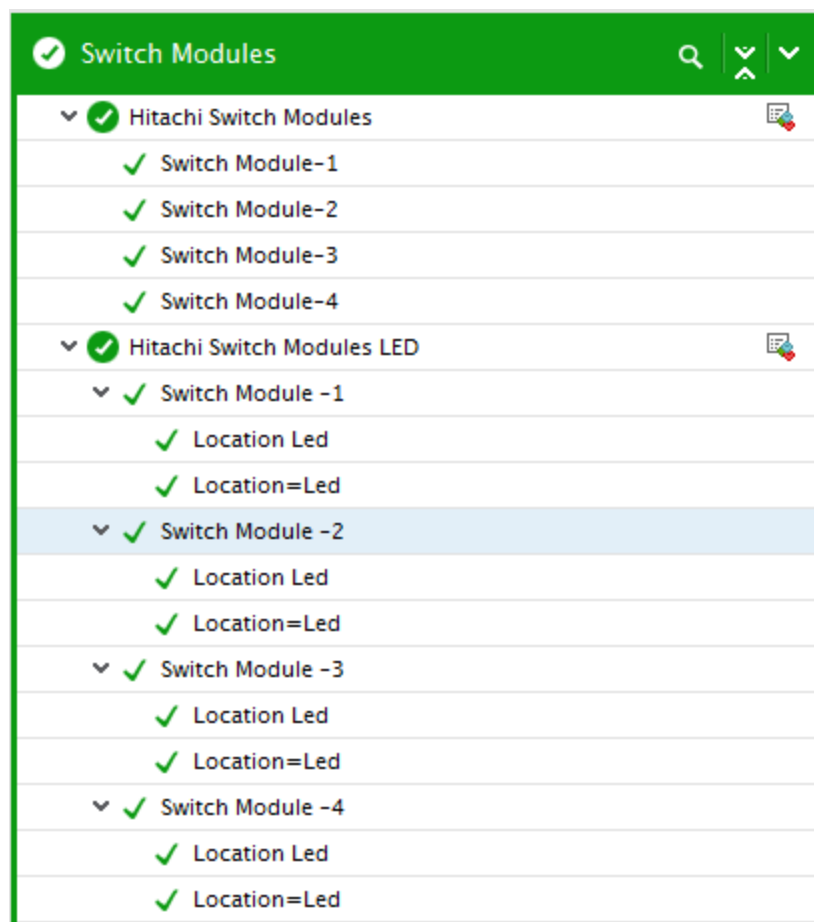 Switch Modules
Hitachi Switch Modules
Switch Module-1
Switch Module-2
Switch Module-3
Switch Module-4
Hitachi Switch Modules LED
Switch Module -1
Location Led
Location=Led
Switch Module -2
Location Led
Location=Led
Switch Module -3
Location Led
Location=Led
Switch Module -4
Location Led
Location=Led